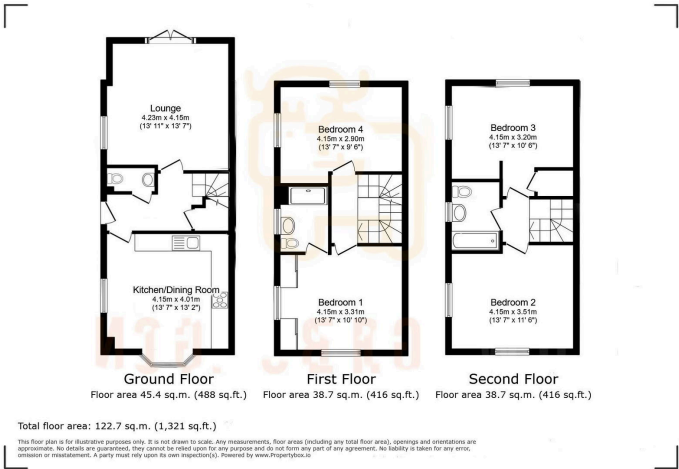 Lounge
4.23m x 4.15m
(13' 11" x 13' 7")
Kitchen/Dining Room
4.15m x 4.01m
(13' 7" x 13' 2")
Ground Floor
Floor area 45.4 sq.m. (488 sq.ft.)
Bedroom 4
4.15m x 2.90m
(13' 7" x 9' 6")
Bedroom 1
4.15m x 3.31m
(13' 7" x 10' 10")
First Floor
Floor area 38.7 sq.m. (416 sq.ft.)
Bedroom 3
4.15m x 3.20m
(13' 7" x 10' 6")
Bedroom 2
4.15m x 3.51m
(13' 7" x 11' 6")
Second Floor
Floor area 38.7 sq.m. (416 sq.ft.)
Total floor area: 122.7 sq.m. (1,321 sq.ft.)
This floor plan is for illustrative purposes only. It is not drawn to scale. Any measurements, floor areas (including any total floor area), openings and orientations are
approximate. No details are guaranteed, they cannot be relied upon for any purpose and do not form any part of any agreement. No liability is taken for any error,
omission or misstatement. A party must rely upon its own inspection(s). Powered by www.Propertybox.io